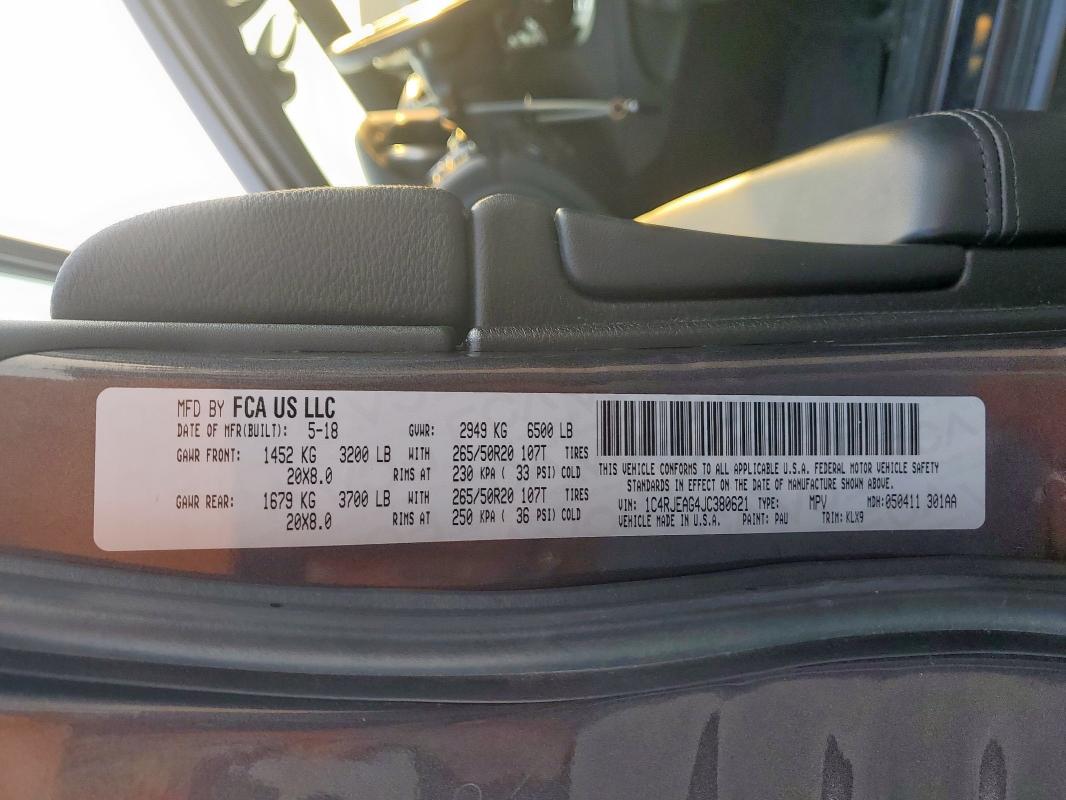 MFD BY FCA US LLC
DATE OF MFR(BUILT): 5-18 GVWR: 2949 KG 6500 LB
GAWR FRONT: 1452 KG 3200 LB WITH 265/50R20 107T TIRES
20X8.0 RIMS AT 230 KPA ( 33 PSI) COLD
GAWR REAR: 1679 KG 3700 LB WITH 265/50R20 107T TIRES
20X8.0 RIMS AT 250 KPA ( 36 PSI) COLD
THIS VEHICLE CONFORMS TO ALL APPLICABLE U.S.A. FEDERAL MOTOR VEHICLE SAFETY
STANDARDS IN EFFECT ON THE DATE OF MANUFACTURE SHOWN ABOVE.
VIN: 1C4RJEAG4JC380621 TYPE: MPV MDH:050411 301AA
VEHICLE MADE IN U.S.A. PAINT: PAU TRIM: KLX9